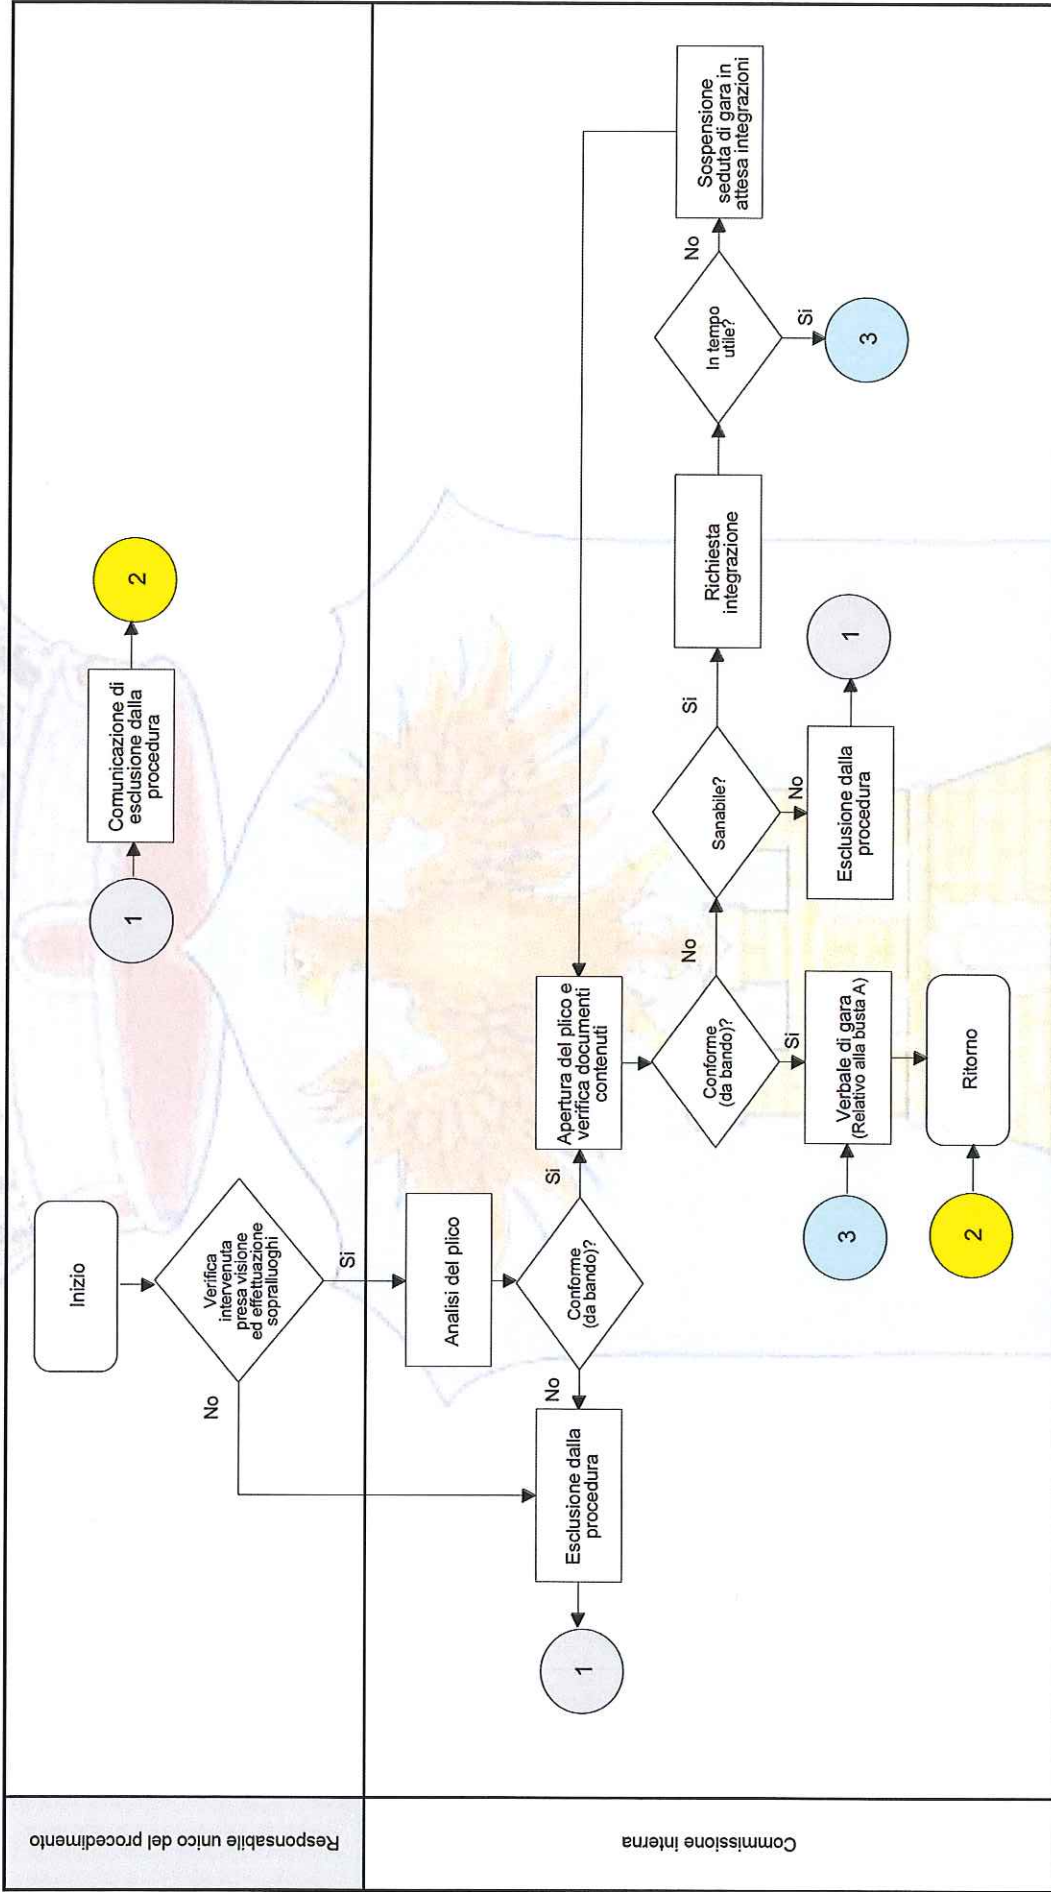 Responsabile unico del procedimento
Inizio
Verifica
intervenuta
presa visione
ed effettuazione
sopralluoghi
No
Si
1
Comunicazione di
esclusione dalla
procedura
2
Commissione interna
Analisi del plico
Conforme
(da bando)?
No
Si
Esclusione dalla
procedura
1
Apertura del plico e
verifica documenti
contenuti
Conforme
(da bando)?
No
Si
Sanabile?
Si
No
Richiesta
integrazione
In tempo
utile?
No
Si
Sospensione
seduta di gara in
attesa integrazioni
3
Esclusione dalla
procedura
1
3
Verbale di gara
(Relativo alla busta A)
2
Ritorno